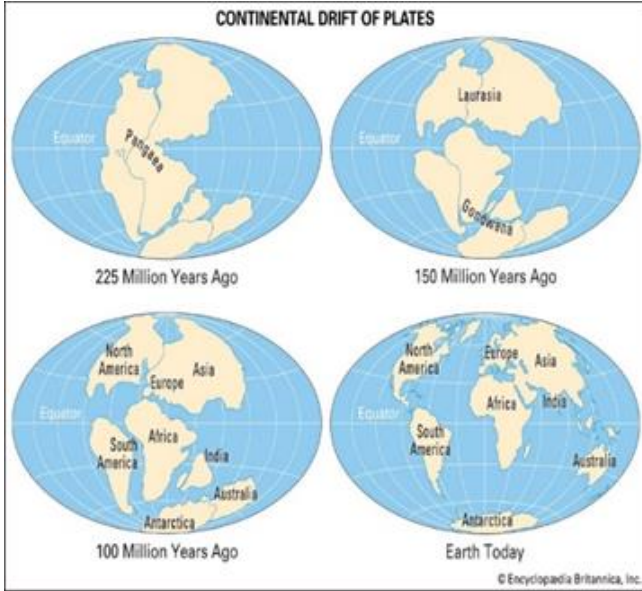 CONTINENTAL DRIFT OF PLATES
Equator
Pangaea
225 Million Years Ago
Laurasia
Equator
Gondwana
150 Million Years Ago
North
America
Europe
Asia
Equator
South
America
Africa
India
Australia
Antarctica
100 Million Years Ago
North
America
Europe
Asia
Equator
Africa
India
South
America
Australia
Antarctica
Earth Today
© Encyclopædia Britannica, Inc.